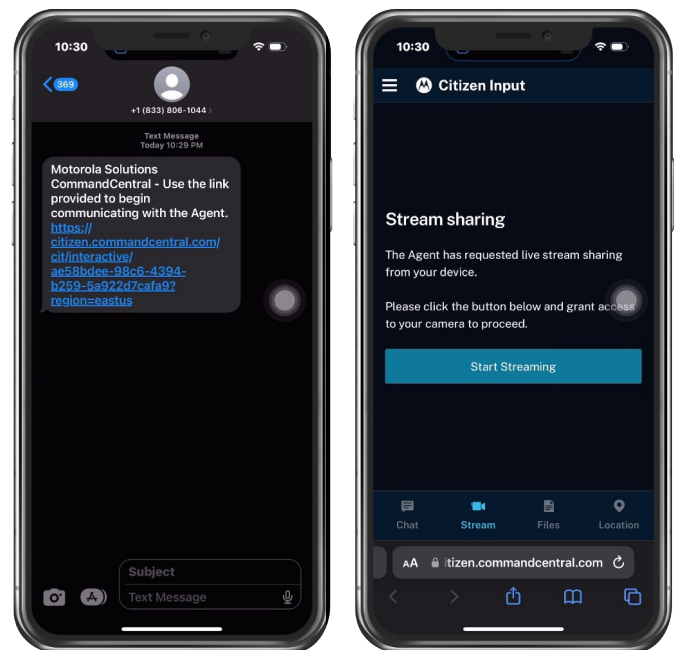 10:30
369
+1 (833) 806-1044
Text Message
Today 10:29 PM
Motorola Solutions
CommandCentral - Use the link
provided to begin
communicating with the Agent.
https://
citizen.commandcentral.com/
cit/interactive/
ae58bdee-98c6-4394-
b259-5a922d7cafa9?
region=eastus
Subject
Text Message
10:30
Citizen Input
Stream sharing
The Agent has requested live stream sharing
from your device.
Please click the button below and grant access
to your camera to proceed.
Start Streaming
Chat
Stream
Files
Location
AA
itizen.commandcentral.com